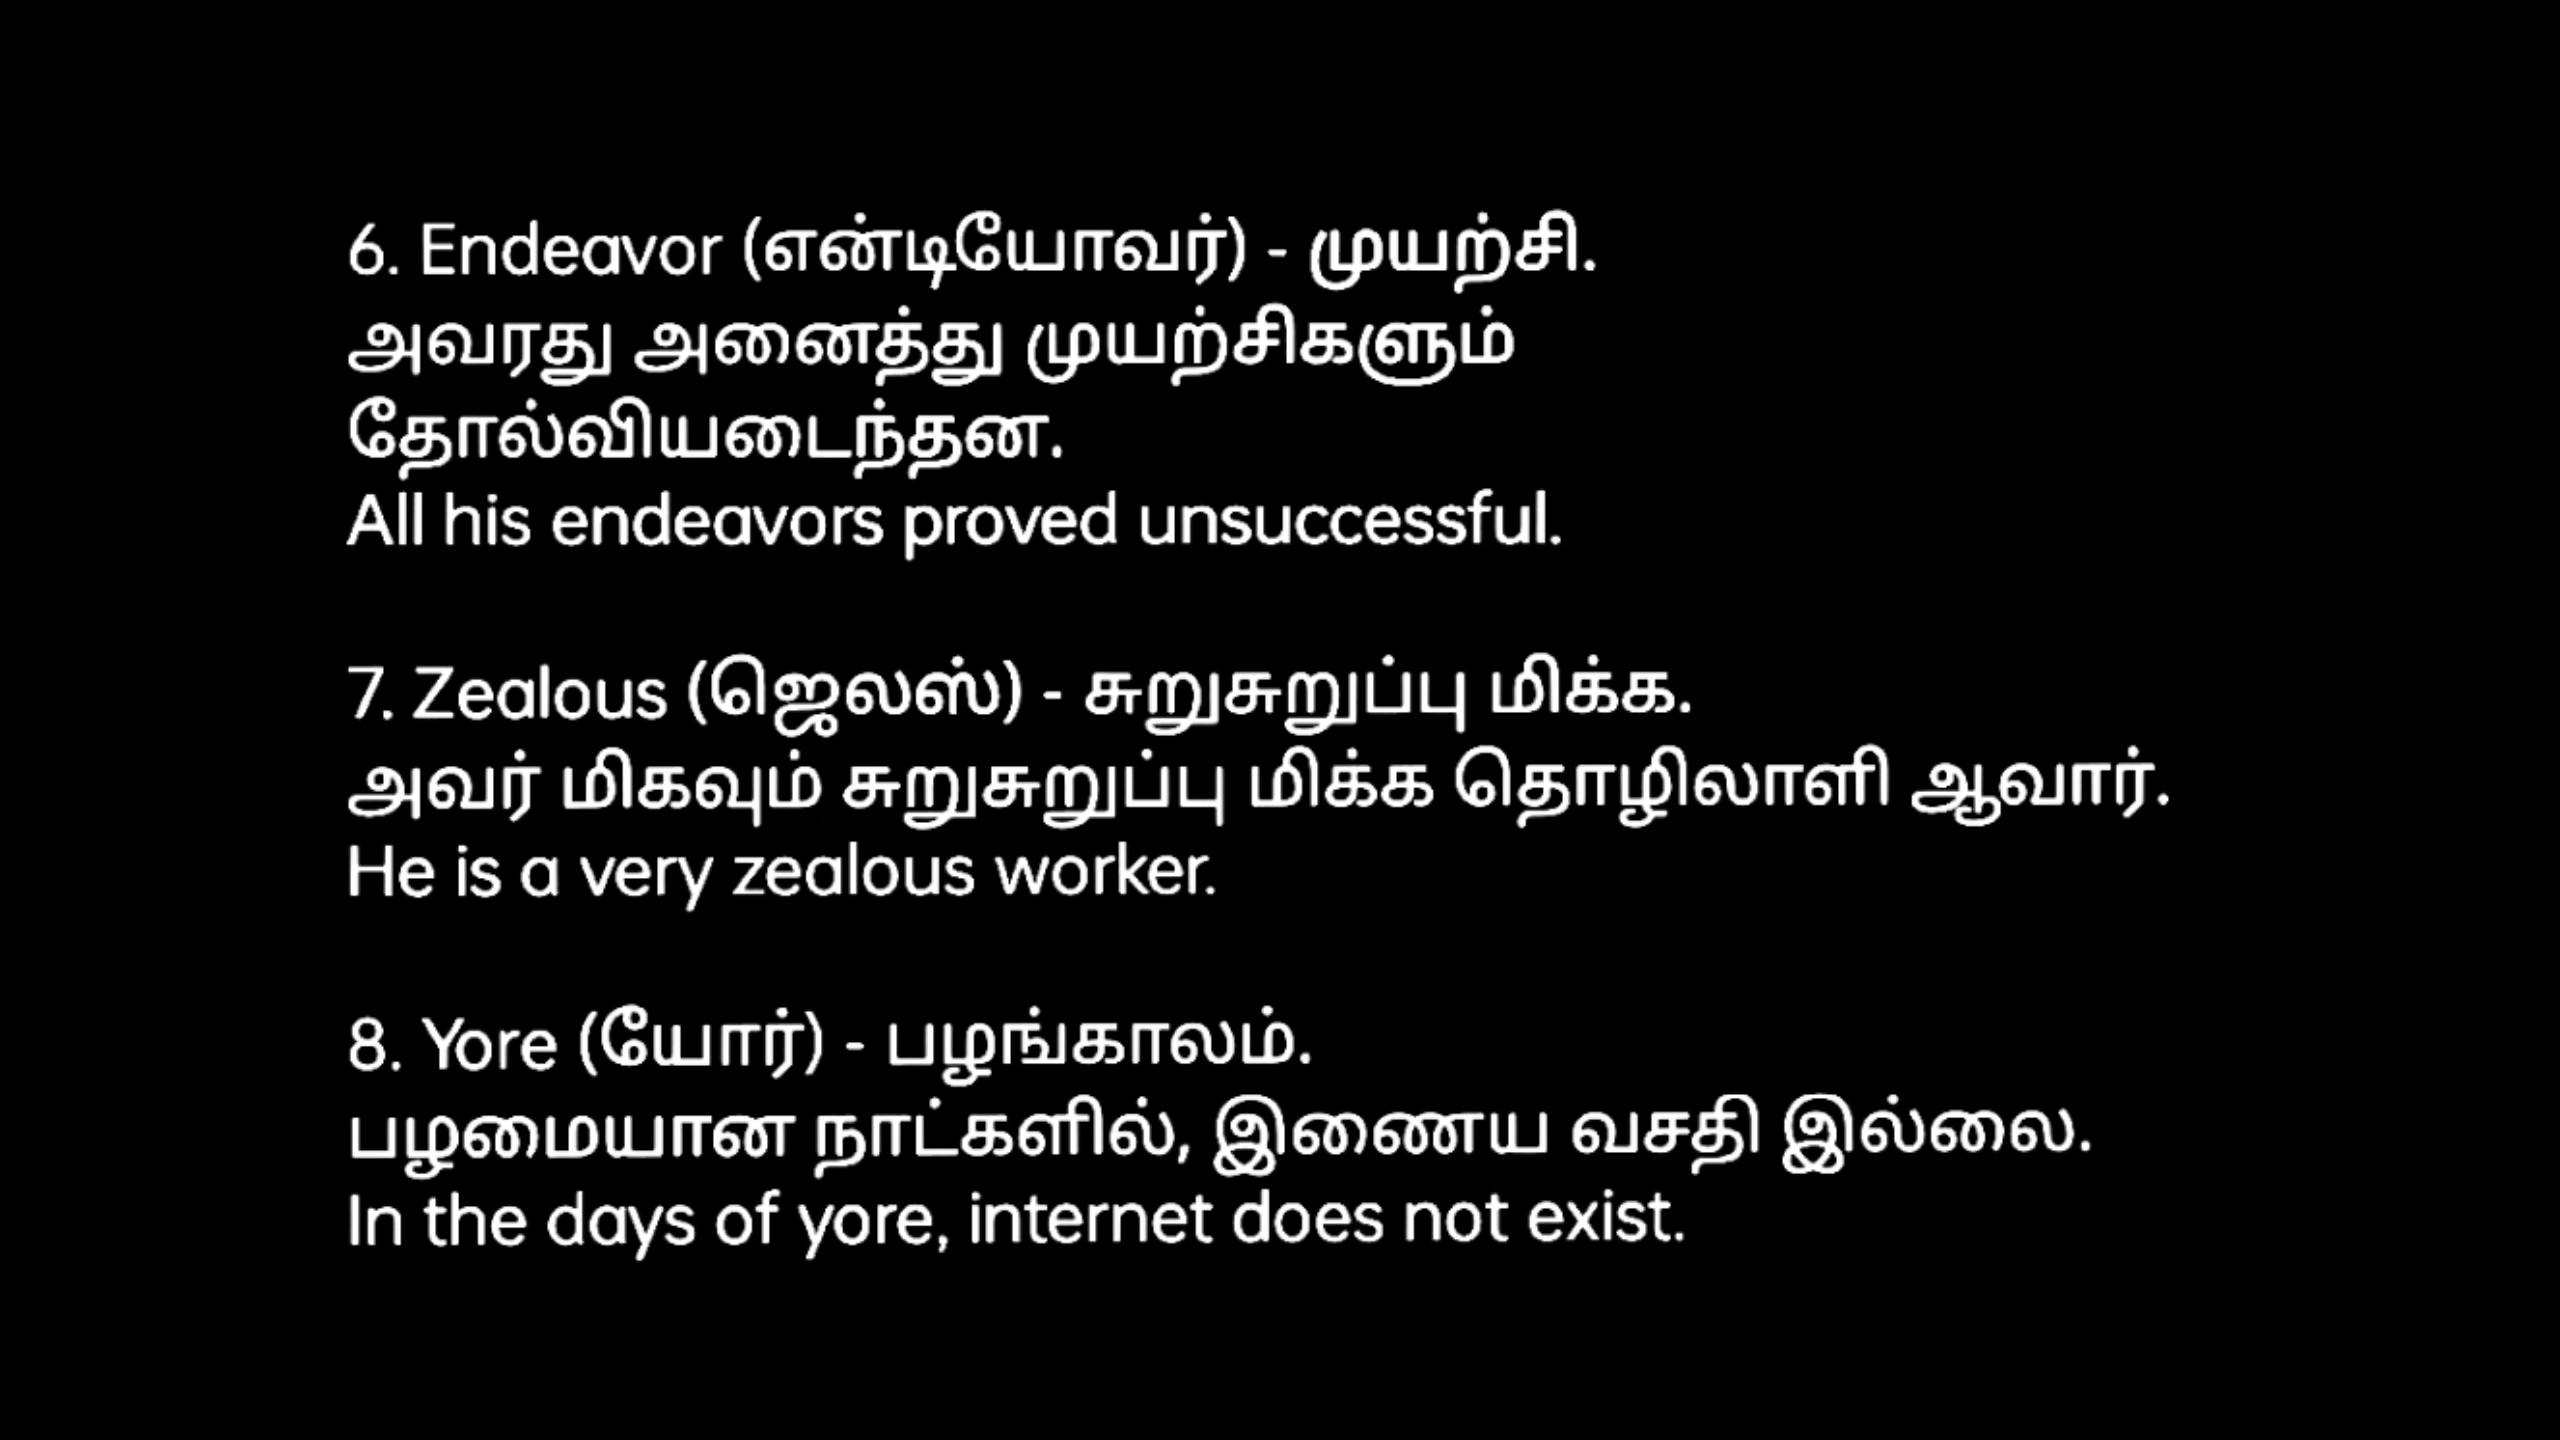 6. Endeavor (என்டியோவர்) - முயற்சி.
அவரது அனைத்து முயற்சிகளும்
தோல்வியடைந்தன.
All his endeavors proved unsuccessful.
7. Zealous (ஜெலஸ்) - சுறுசுறுப்பு மிக்க.
அவர் மிகவும் சுறுசுறுப்பு மிக்க தொழிலாளி ஆவார்.
He is a very zealous worker.
8. Yore (யோர்) - பழங்காலம்.
பழமையான நாட்களில், இணைய வசதி இல்லை.
In the days of yore, internet does not exist.